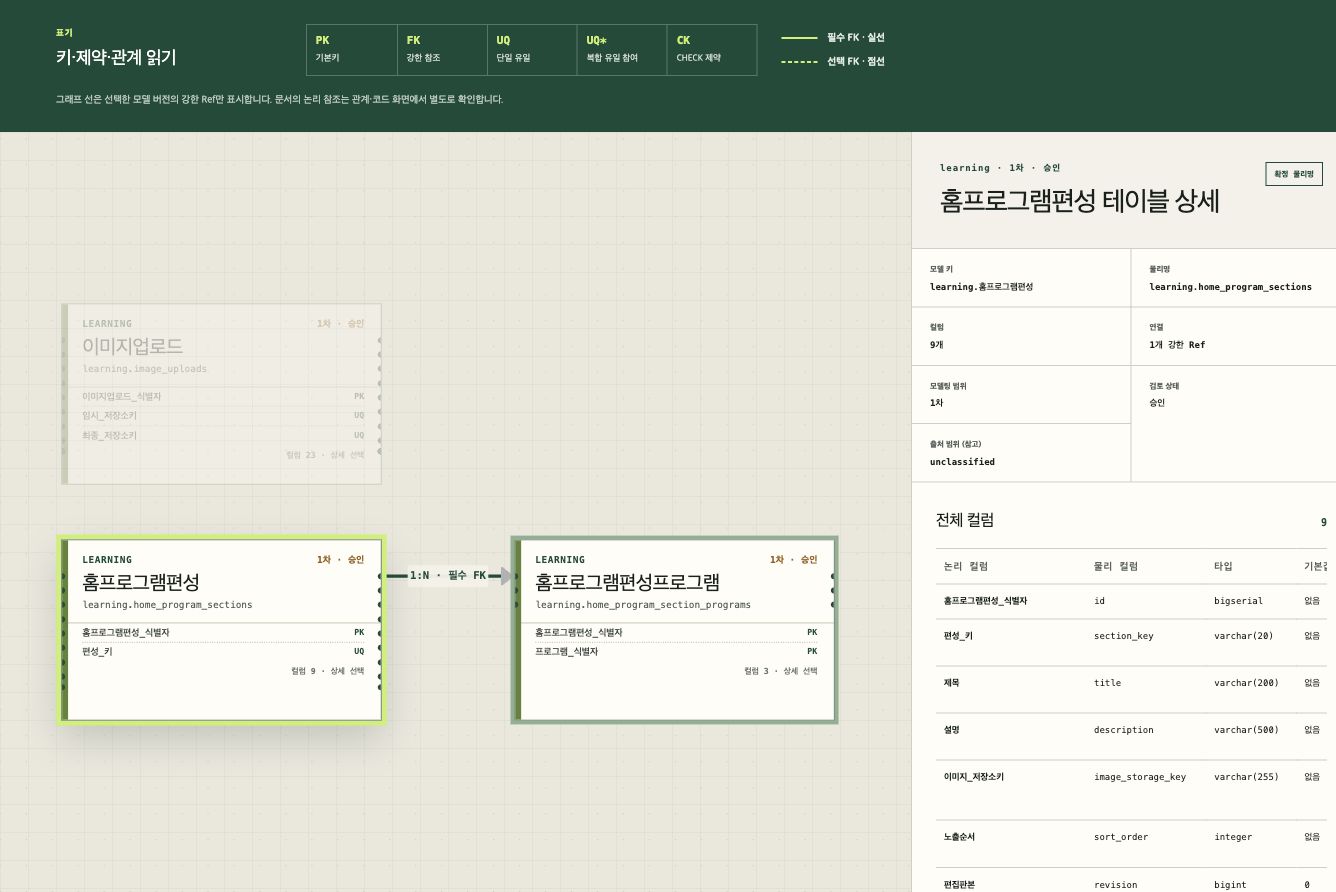 표기
키·제약·관계 읽기
PK
기본키
FK
강한 참조
UQ
단일 유일
UQ*
복합 유일 참여
CK
CHECK 제약
필수 FK · 실선
선택 FK · 점선
그래프 선은 선택한 모델 버전의 강한 Ref만 표시합니다. 문서의 논리 참조는 관계·코드 화면에서 별도로 확인합니다.
LEARNING 1차 · 승인
이미지업로드
learning.image_uploads
이미지업로드_식별자 PK
임시_저장소키 UQ
최종_저장소키 UQ
컬럼 23 · 상세 선택
LEARNING 1차 · 승인
홈프로그램편성
learning.home_program_sections
홈프로그램편성_식별자 PK
편성_키 UQ
컬럼 9 · 상세 선택
1:N · 필수 FK
LEARNING 1차 · 승인
홈프로그램편성프로그램
learning.home_program_section_programs
홈프로그램편성_식별자 PK
프로그램_식별자 PK
컬럼 3 · 상세 선택
learning · 1차 · 승인
홈프로그램편성 테이블 상세
확정 물리명
모델 키
learning.홈프로그램편성
물리명
learning.home_program_sections
컬럼
9개
연결
1개 강한 Ref
모델링 범위
1차
검토 상태
승인
출처 범위 (참고)
unclassified
전체 컬럼 9
논리 컬럼 물리 컬럼 타입 기본값
홈프로그램편성_식별자 id bigserial 없음
편성_키 section_key varchar(20) 없음
제목 title varchar(200) 없음
설명 description varchar(500) 없음
이미지_저장소키 image_storage_key varchar(255) 없음
노출순서 sort_order integer 없음
편집판본 revision bigint 0